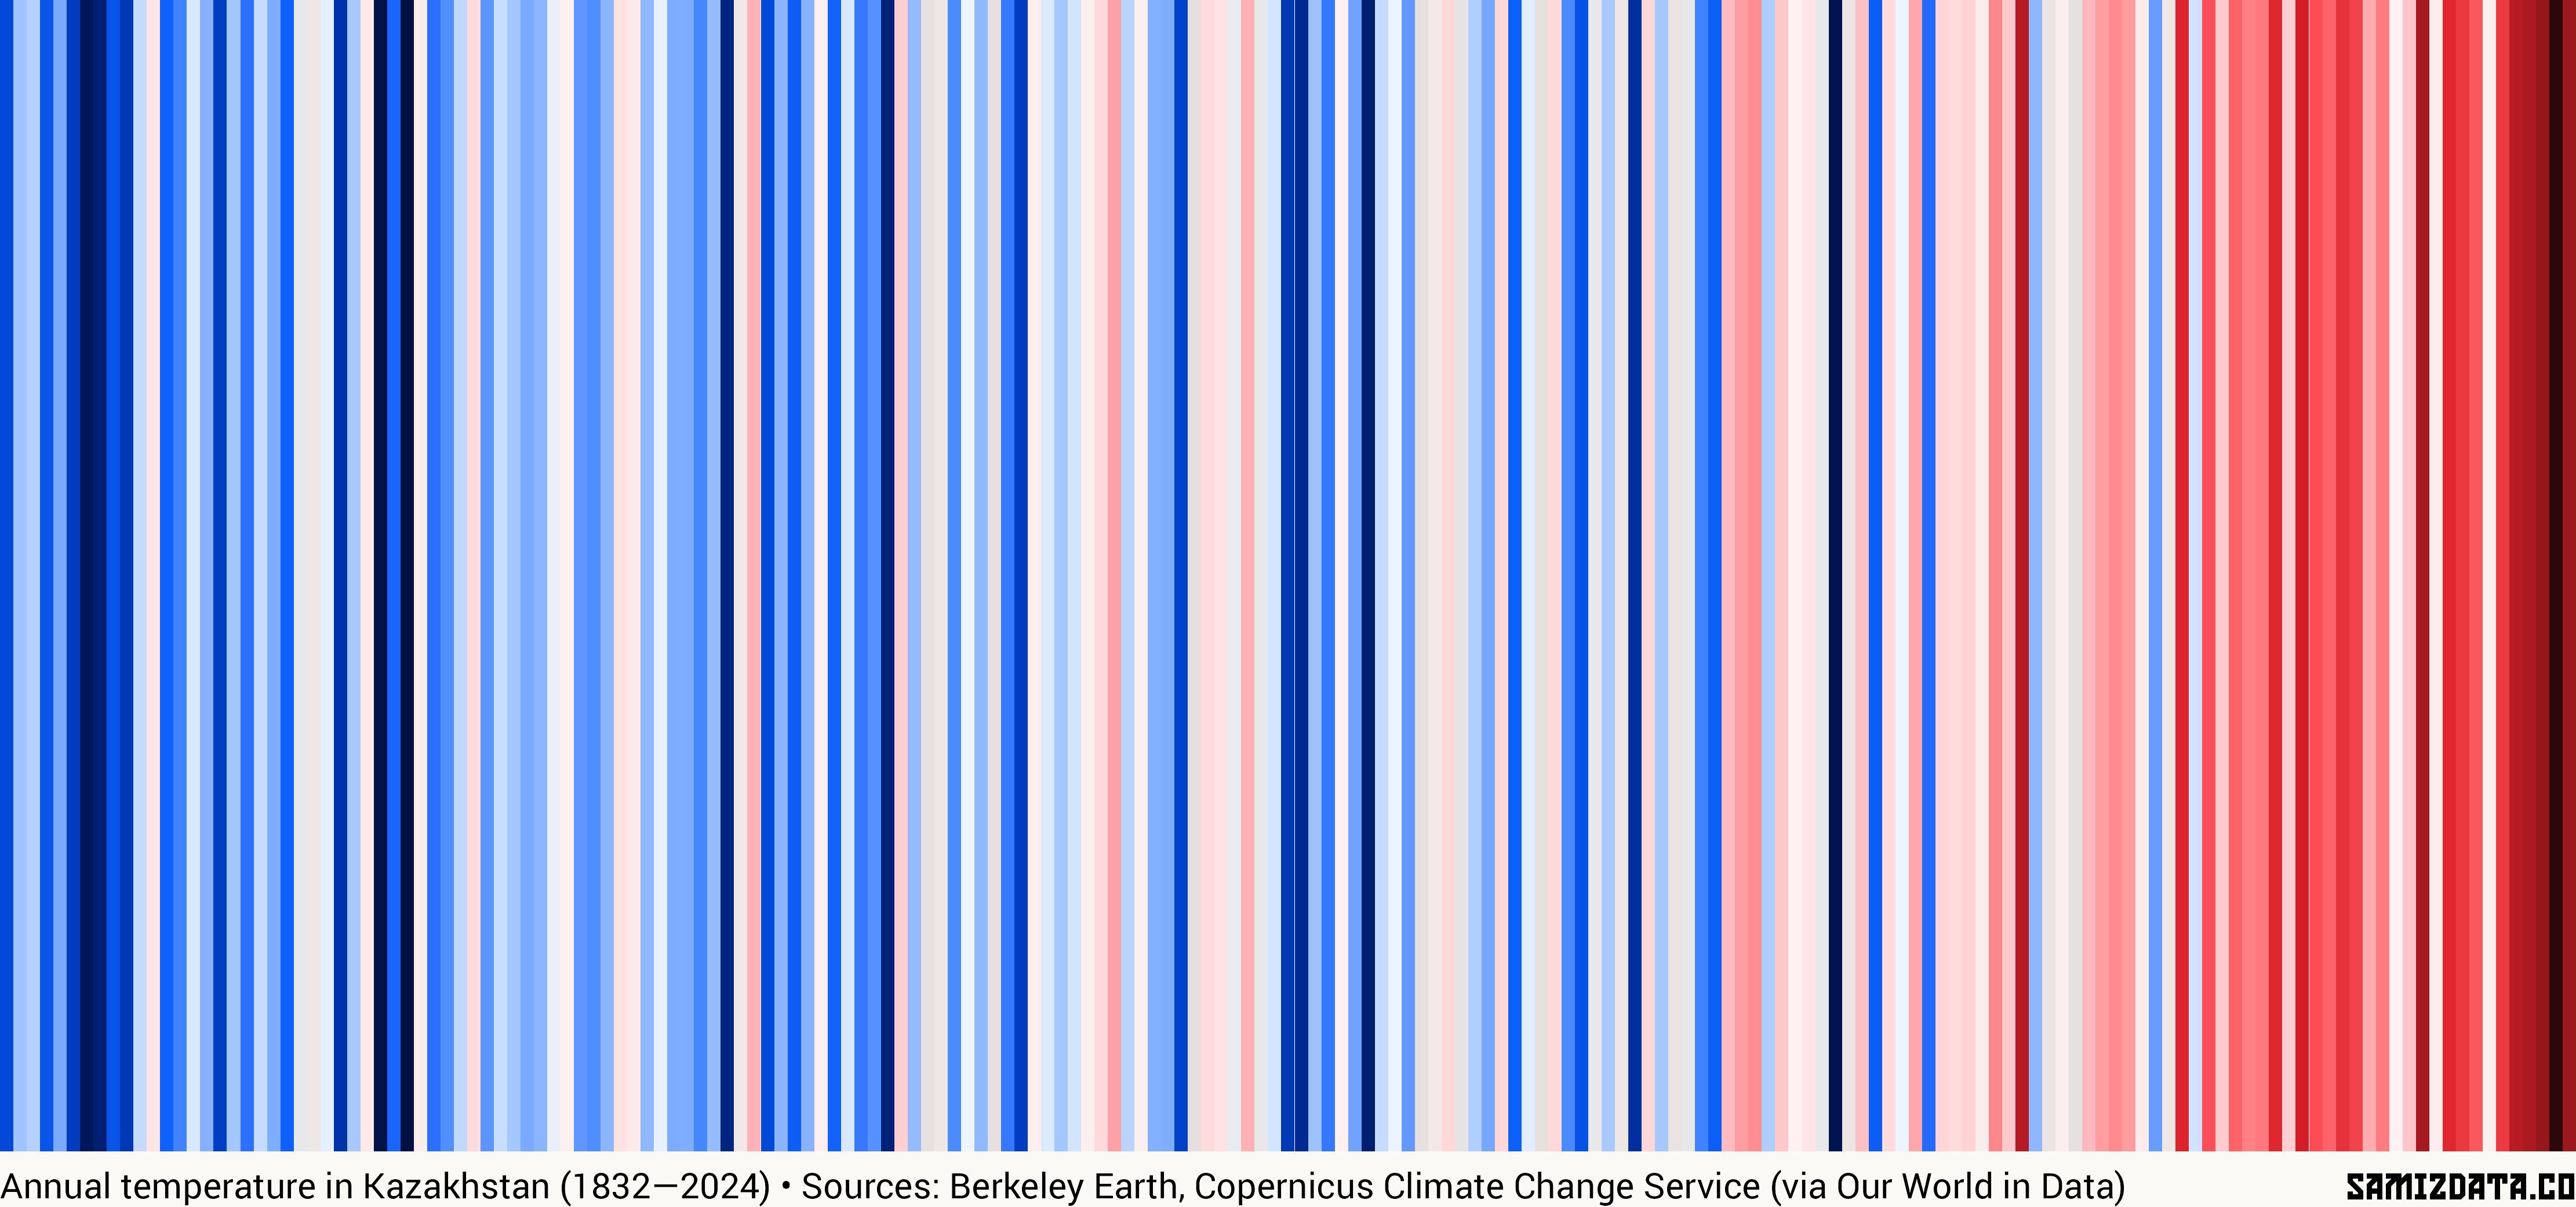 Annual temperature in Kazakhstan (1832—2024) • Sources: Berkeley Earth, Copernicus Climate Change Service (via Our World in Data)
SAMIZDATA.CO